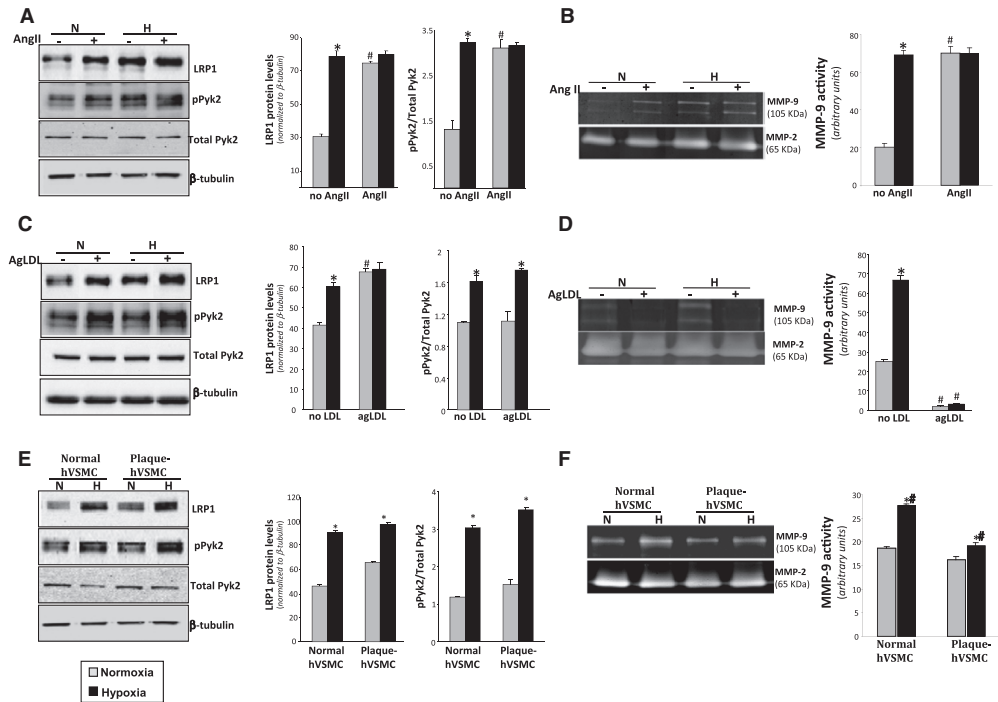 A
N H
AngII - + - +
LRP1
pPyk2
Total Pyk2
β-tubulin
LRP1 protein levels
(normalized to β-tubulin)
90
70
50
30
10
* #
no AngII AngII
pPyk2/Total Pyk2
3.5
2.5
1.5
0.5
* #
no AngII AngII
B
N H
Ang II - + - +
MMP-9
(105 KDa)
MMP-2
(65 KDa)
MMP-9 activity
(arbitrary units)
80
60
40
20
0
* #
no AngII AngII
C
N H
AgLDL - + - +
LRP1
pPyk2
Total Pyk2
β-tubulin
LRP1 protein levels
(normalized to β-tubulin)
80
70
60
50
40
30
20
10
0
* #
no LDL agLDL
pPyk2/Total Pyk2
2
1.6
1.2
0.8
0.4
0
* *
no LDL agLDL
D
N H
AgLDL - + - +
MMP-9
(105 KDa)
MMP-2
(65 KDa)
MMP-9 activity
(arbitrary units)
80
70
60
50
40
30
20
10
0
* # #
no LDL agLDL
E
Normal hVSMC
Plaque-hVSMC
N H N H
LRP1
pPyk2
Total Pyk2
β-tubulin
LRP1 protein levels
(normalized to β-tubulin)
120
100
80
60
40
20
0
* *
Normal hVSMC
Plaque-hVSMC
pPyk2/Total Pyk2
4
3
2
1
0
* *
Normal hVSMC
Plaque-hVSMC
Normoxia
Hypoxia
F
Normal hVSMC
Plaque-hVSMC
N H N H
MMP-9
(105 KDa)
MMP-2
(65 KDa)
MMP-9 activity
(arbitrary units)
30
25
20
15
10
5
0
*# *#
Normal hVSMC
Plaque-hVSMC